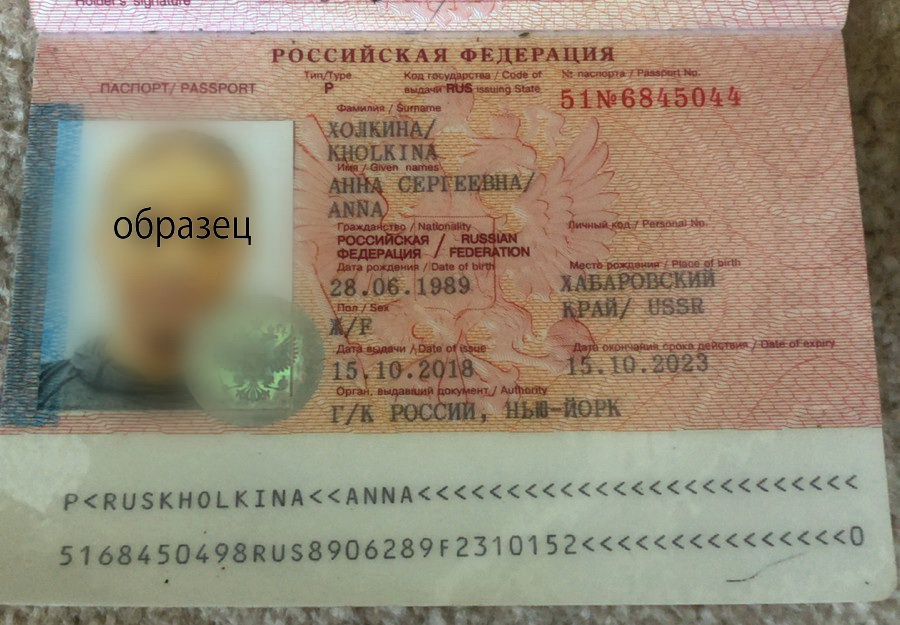 Holder's signature
РОССИЙСКАЯ ФЕДЕРАЦИЯ
ПАСПОРТ/ PASSPORT
Тип/Type
P
Код государства / Code of
выдачи RUS issuing State
№ паспорта / Passport No.
51№6845044
Фамилия / Surname
ХОЛКИНА/
KHOLKINA
Имя / Given names
АННА СЕРГЕЕВНА/
ANNA
Гражданство / Nationality
РОССИЙСКАЯ / RUSSIAN
ФЕДЕРАЦИЯ / FEDERATION
Личный код / Personal No.
Дата рождения / Date of birth
28.06.1989
Место рождения / Place of birth
ХАБАРОВСКИЙ
КРАЙ/ USSR
Пол / Sex
Ж/F
Дата выдачи / Date of issue
15.10.2018
Дата окончание срока действия / Date of expiry
15.10.2023
Орган, выдавший документ / Authority
Г/К РОССИИ, НЬЮ-ЙОРК
образец
P<RUSKHOLKINA<<ANNA<<<<<<<<<<<<<<<<<<<<<<<<<
5168450498RUS8906289F2310152<<<<<<<<<<<<<<<0